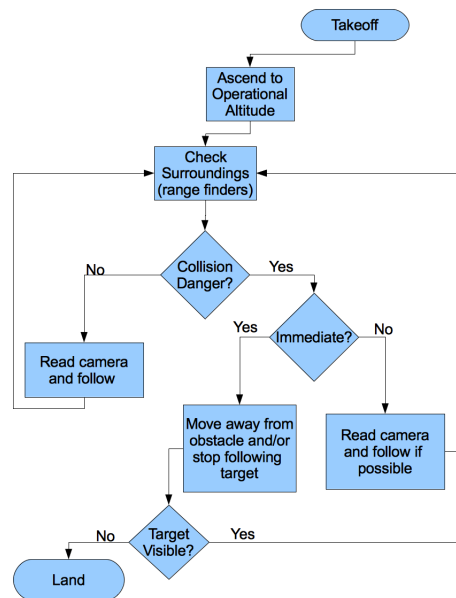 Takeoff
Ascend to
Operational
Altitude
Check
Surroundings
(range finders)
Collision
Danger?
No
Yes
Immediate?
Yes
No
Read camera
and follow
Move away from
obstacle and/or
stop following
target
Read camera
and follow if
possible
Target
Visible?
No
Yes
Land